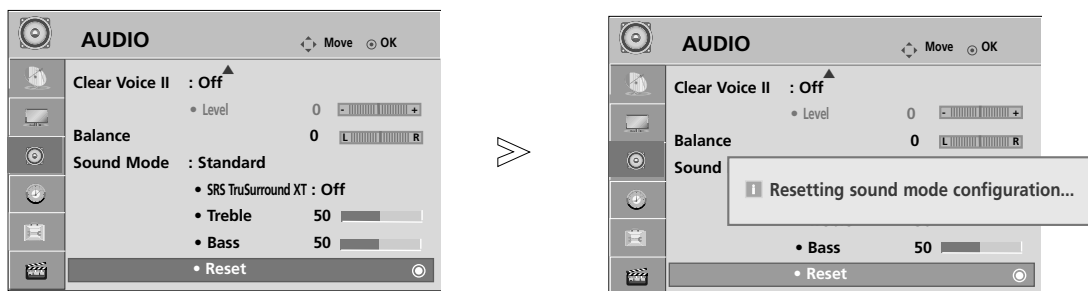 AUDIO Move OK
Clear Voice II : Off
• Level 0 - +
Balance 0 L R
Sound Mode : Standard
• SRS TruSurround XT : Off
• Treble 50
• Bass 50
• Reset
AUDIO Move OK
Clear Voice II : Off
• Level 0 - +
Balance 0 L R
Sound
i Resetting sound mode configuration...
• Bass 50
• Reset